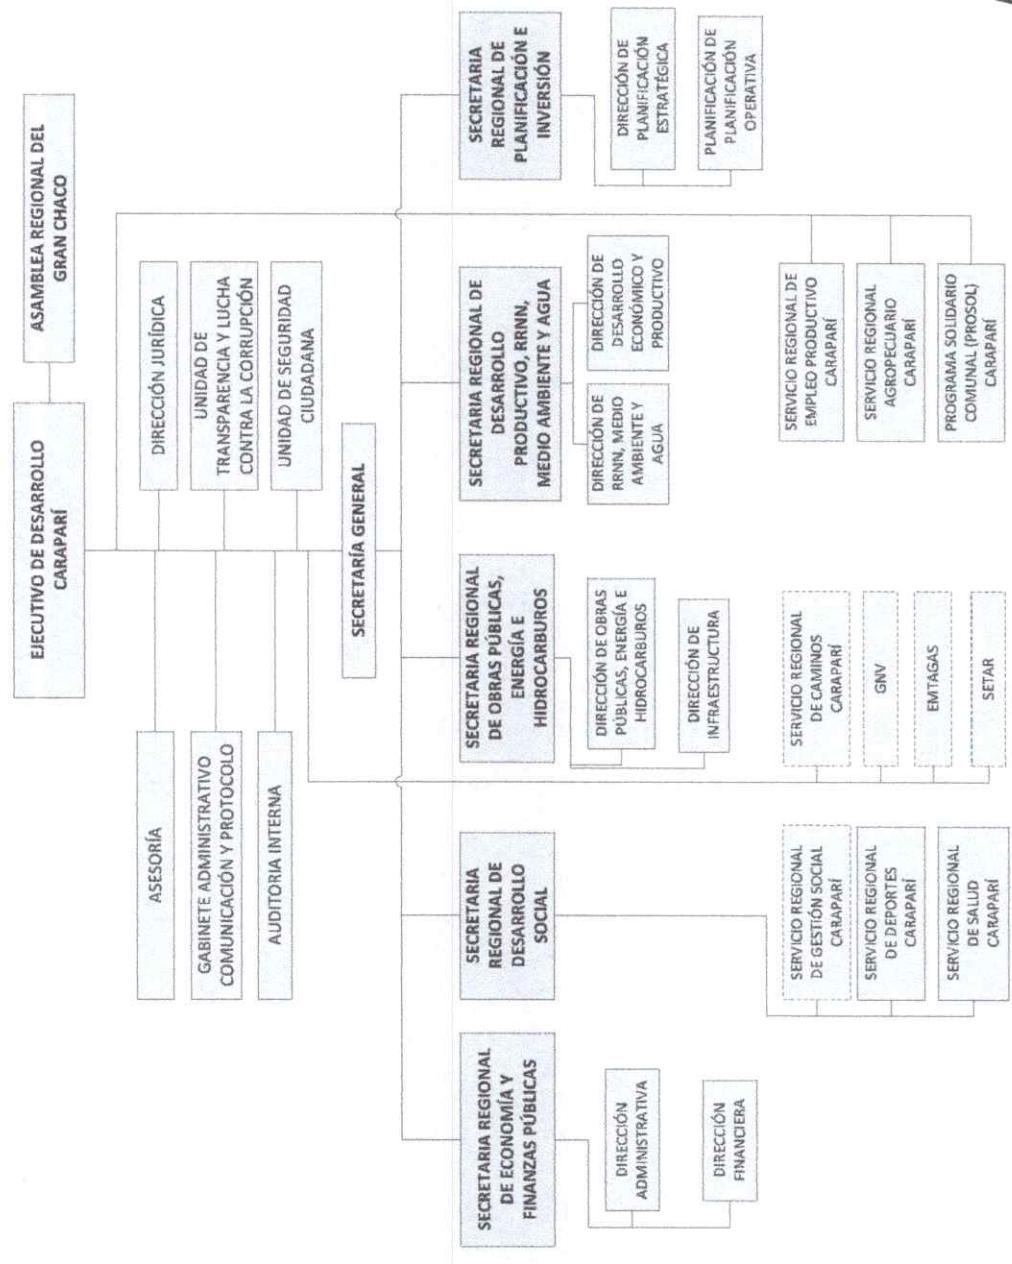 EJECUTIVO DE DESARROLLO
CARAPARÍ
ASAMBLEA REGIONAL DEL
GRAN CHACO
ASESORÍA
DIRECCIÓN JURÍDICA
GABINETE ADMINISTRATIVO
COMUNICACIÓN Y PROTOCOLO
UNIDAD DE
TRANSPARENCIA Y LUCHA
CONTRA LA CORRUPCIÓN
AUDITORIA INTERNA
UNIDAD DE SEGURIDAD
CIUDADANA
SECRETARÍA GENERAL
SECRETARIA REGIONAL
DE ECONOMÍA Y
FINANZAS PÚBLICAS
SECRETARIA
REGIONAL DE
DESARROLLO
SOCIAL
SECRETARIA REGIONAL
DE OBRAS PÚBLICAS,
ENERGÍA E
HIDROCARBUROS
SECRETARIA REGIONAL DE
DESARROLLO
PRODUCTIVO, RRNN,
MEDIO AMBIENTE Y AGUA
SECRETARIA
REGIONAL DE
PLANIFICACIÓN E
INVERSIÓN
DIRECCIÓN
ADMINISTRATIVA
DIRECCIÓN
FINANCIERA
DIRECCIÓN DE OBRAS
PÚBLICAS, ENERGÍA E
HIDROCARBUROS
DIRECCIÓN DE
INFRAESTRUCTURA
DIRECCIÓN DE
RRNN, MEDIO
AMBIENTE Y
AGUA
DIRECCIÓN DE
DESARROLLO
ECONÓMICO Y
PRODUCTIVO
DIRECCIÓN DE
PLANIFICACIÓN
ESTRATÉGICA
PLANIFICACIÓN DE
PLANIFICACIÓN
OPERATIVA
SERVICIO REGIONAL
DE GESTIÓN SOCIAL
CARAPARÍ
SERVICIO REGIONAL
DE DEPORTES
CARAPARÍ
SERVICIO REGIONAL
DE SALUD
CARAPARÍ
SERVICIO REGIONAL
DE CAMINOS
CARAPARÍ
GNV
EMTAGAS
SETAR
SERVICIO REGIONAL DE
EMPLEO PRODUCTIVO
CARAPARÍ
SERVICIO REGIONAL
AGROPECUARIO
CARAPARÍ
PROGRAMA SOLIDARIO
COMUNAL (PROSOL)
CARAPARÍ